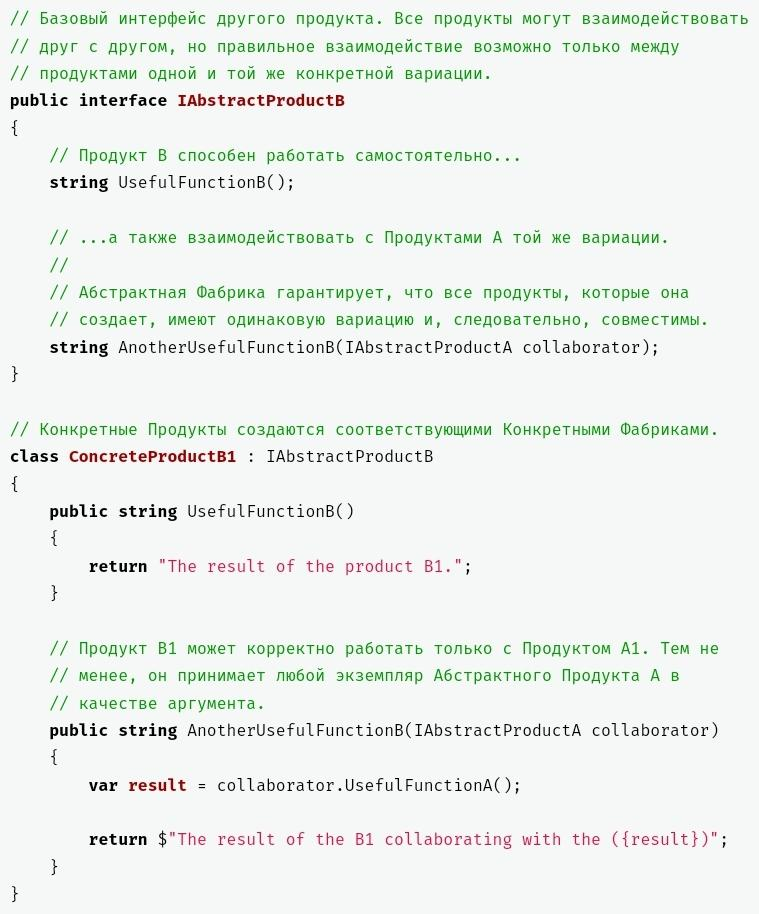 // Базовый интерфейс другого продукта. Все продукты могут взаимодействовать
// друг с другом, но правильное взаимодействие возможно только между
// продуктами одной и той же конкретной вариации.
public interface IAbstractProductB
{
    // Продукт B способен работать самостоятельно...
    string UsefulFunctionB();

    // ...а также взаимодействовать с Продуктами А той же вариации.
    //
    // Абстрактная Фабрика гарантирует, что все продукты, которые она
    // создает, имеют одинаковую вариацию и, следовательно, совместимы.
    string AnotherUsefulFunctionB(IAbstractProductA collaborator);
}

// Конкретные Продукты создаются соответствующими Конкретными Фабриками.
class ConcreteProductB1 : IAbstractProductB
{
    public string UsefulFunctionB()
    {
        return "The result of the product B1.";
    }

    // Продукт B1 может корректно работать только с Продуктом A1. Тем не
    // менее, он принимает любой экземпляр Абстрактного Продукта А в
    // качестве аргумента.
    public string AnotherUsefulFunctionB(IAbstractProductA collaborator)
    {
        var result = collaborator.UsefulFunctionA();

        return $"The result of the B1 collaborating with the ({result})";
    }
}